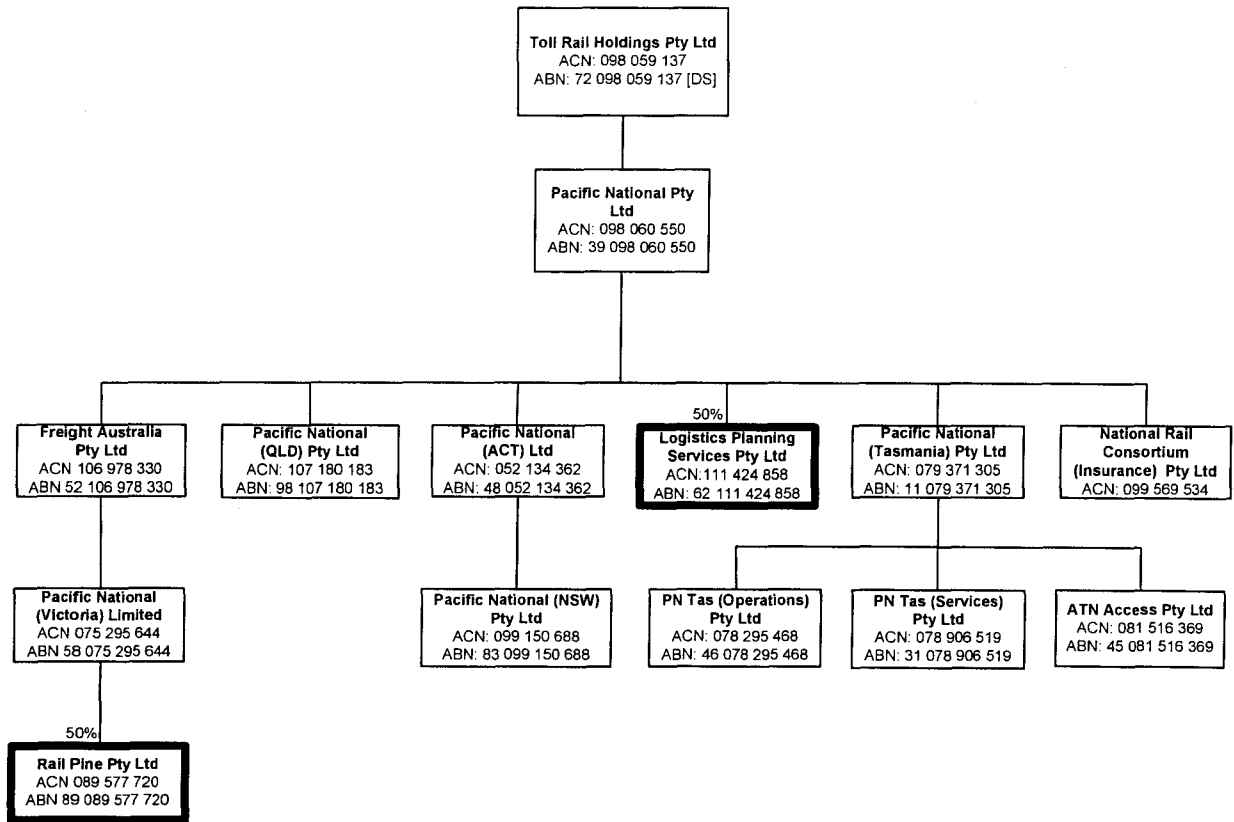 Toll Rail Holdings Pty Ltd
ACN: 098 059 137
ABN: 72 098 059 137 [DS]
Pacific National Pty
Ltd
ACN: 098 060 550
ABN: 39 098 060 550
Freight Australia
Pty Ltd
ACN 106 978 330
ABN 52 106 978 330
Pacific National
(QLD) Pty Ltd
ACN: 107 180 183
ABN: 98 107 180 183
Pacific National
(ACT) Ltd
ACN: 052 134 362
ABN: 48 052 134 362
50%
Logistics Planning
Services Pty Ltd
ACN:111 424 858
ABN: 62 111 424 858
Pacific National
(Tasmania) Pty Ltd
ACN: 079 371 305
ABN: 11 079 371 305
National Rail
Consortium
(Insurance) Pty Ltd
ACN: 099 569 534
Pacific National
(Victoria) Limited
ACN 075 295 644
ABN 58 075 295 644
Pacific National (NSW)
Pty Ltd
ACN: 099 150 688
ABN: 83 099 150 688
PN Tas (Operations)
Pty Ltd
ACN: 078 295 468
ABN: 46 078 295 468
PN Tas (Services)
Pty Ltd
ACN: 078 906 519
ABN: 31 078 906 519
ATN Access Pty Ltd
ACN: 081 516 369
ABN: 45 081 516 369
50%
Rail Pine Pty Ltd
ACN 089 577 720
ABN 89 089 577 720